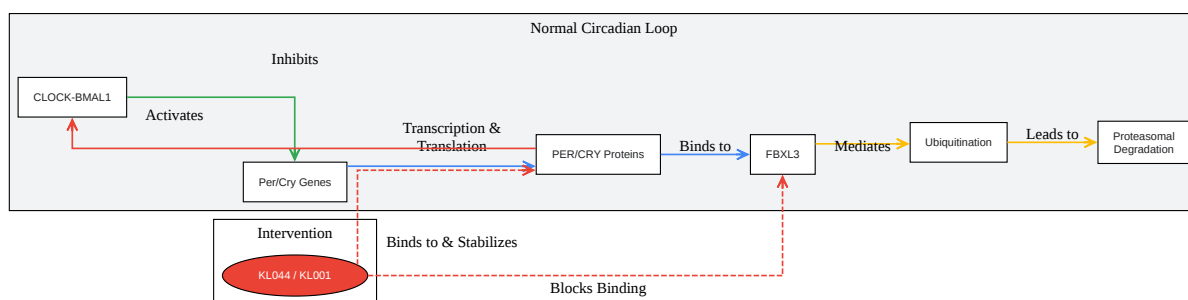 Normal Circadian Loop
Inhibits
CLOCK-BMAL1
Activates
Transcription &
Translation
Per/Cry Genes
PER/CRY Proteins
Binds to
FBXL3
Mediates
Ubiquitination
Leads to
Proteasomal
Degradation
Intervention
KL044 / KL001
Binds to & Stabilizes
Blocks Binding